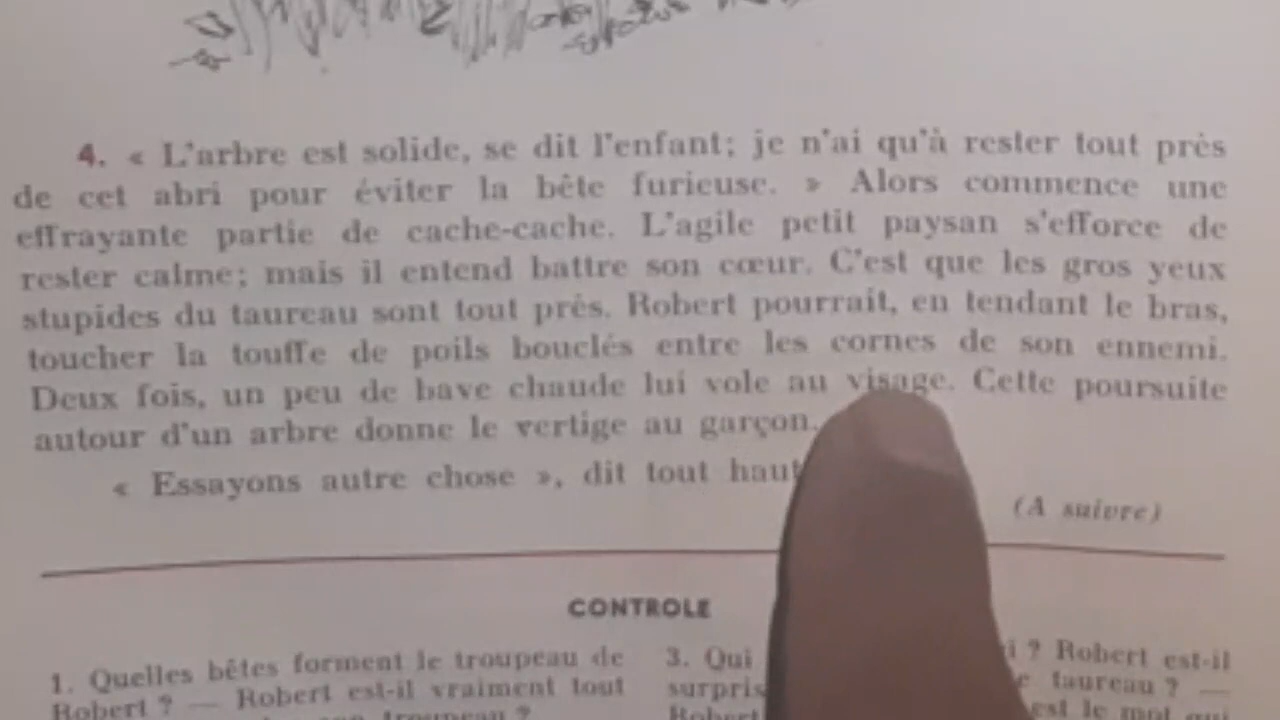 4. « L'arbre est solide, se dit l'enfant; je n'ai qu'à rester tout près
de cet abri pour éviter la bête furieuse. » Alors commence une
effrayante partie de cache-cache. L'agile petit paysan s'efforce de
rester calme; mais il entend battre son cœur. C'est que les gros yeux
stupides du taureau sont tout près. Robert pourrait, en tendant le bras,
toucher la touffe de poils bouclés entre les cornes de son ennemi.
Deux fois, un peu de bave chaude lui vole au visage. Cette poursuite
autour d'un arbre donne le vertige au garçon.
« Essayons autre chose », dit tout haut
(A suivre)
CONTROLE
1. Quelles bêtes forment le troupeau de
Robert ? — Robert est-il vraiment tout
troupeau ?
3. Qui ? Robert est-il
taureau ? —
Robert est le mot qui